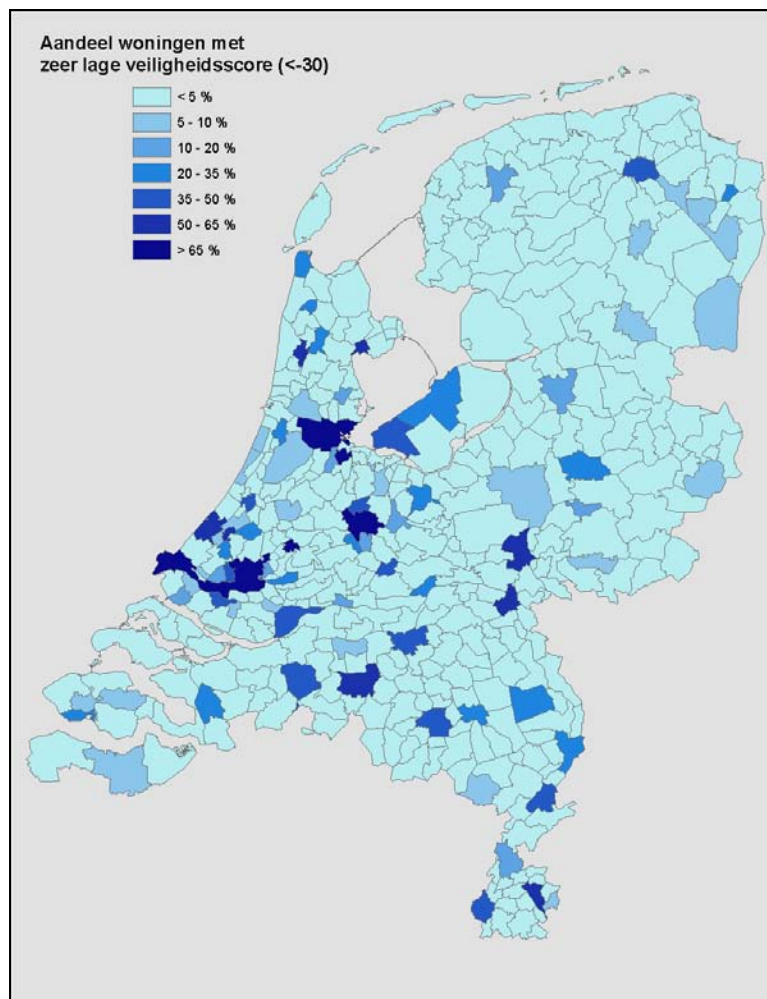 Aandeel woningen met
zeer lage veiligheidsscore (<-30)
< 5 %
5 - 10 %
10 - 20 %
20 - 35 %
35 - 50 %
50 - 65 %
> 65 %